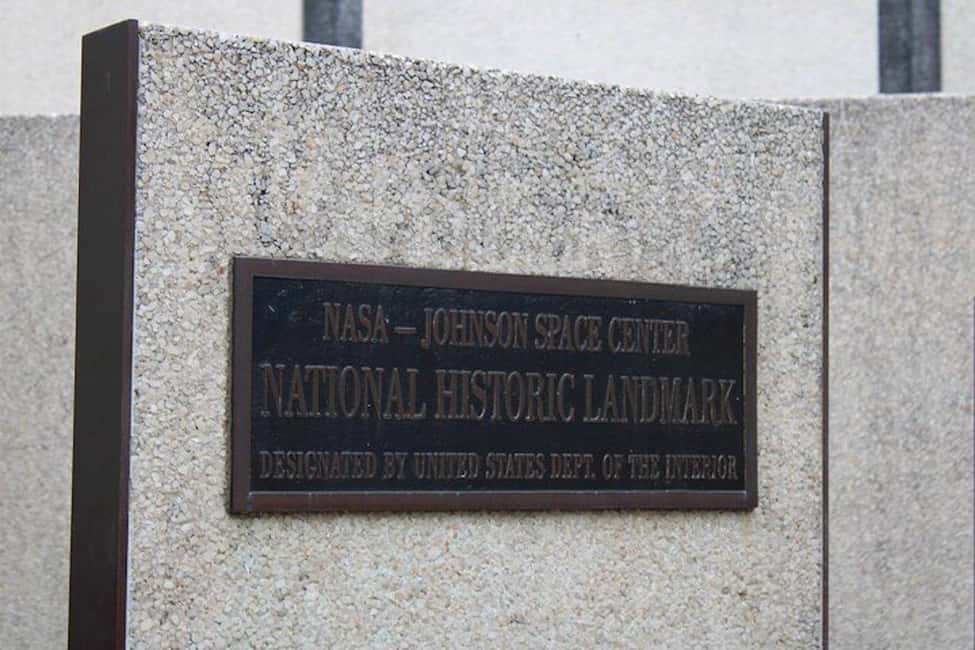 NASA – JOHNSON SPACE CENTER
NATIONAL HISTORIC LANDMARK
DESIGNATED BY UNITED STATES DEPT. OF THE INTERIOR